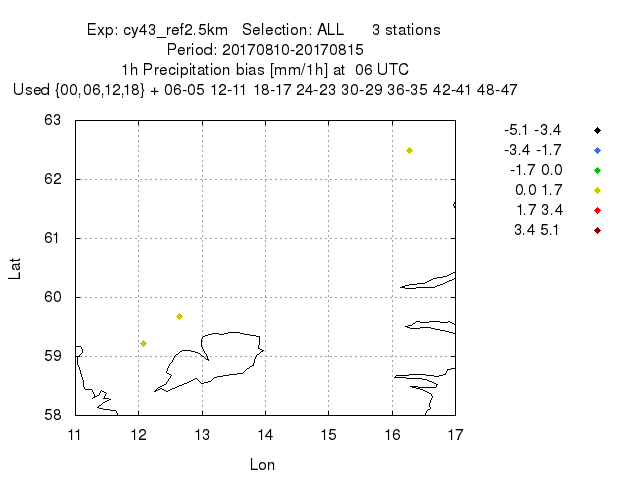 Exp: cy43_ref2.5km   Selection: ALL      3 stations
Period: 20170810-20170815
1h Precipitation bias [mm/1h] at  06 UTC
Used {00,06,12,18} + 06-05 12-11 18-17 24-23 30-29 36-35 42-41 48-47
-5.1 -3.4
-3.4 -1.7
-1.7 0.0
0.0 1.7
1.7 3.4
3.4 5.1
63
62
61
60
59
58
Lat
11 12 13 14 15 16 17
Lon